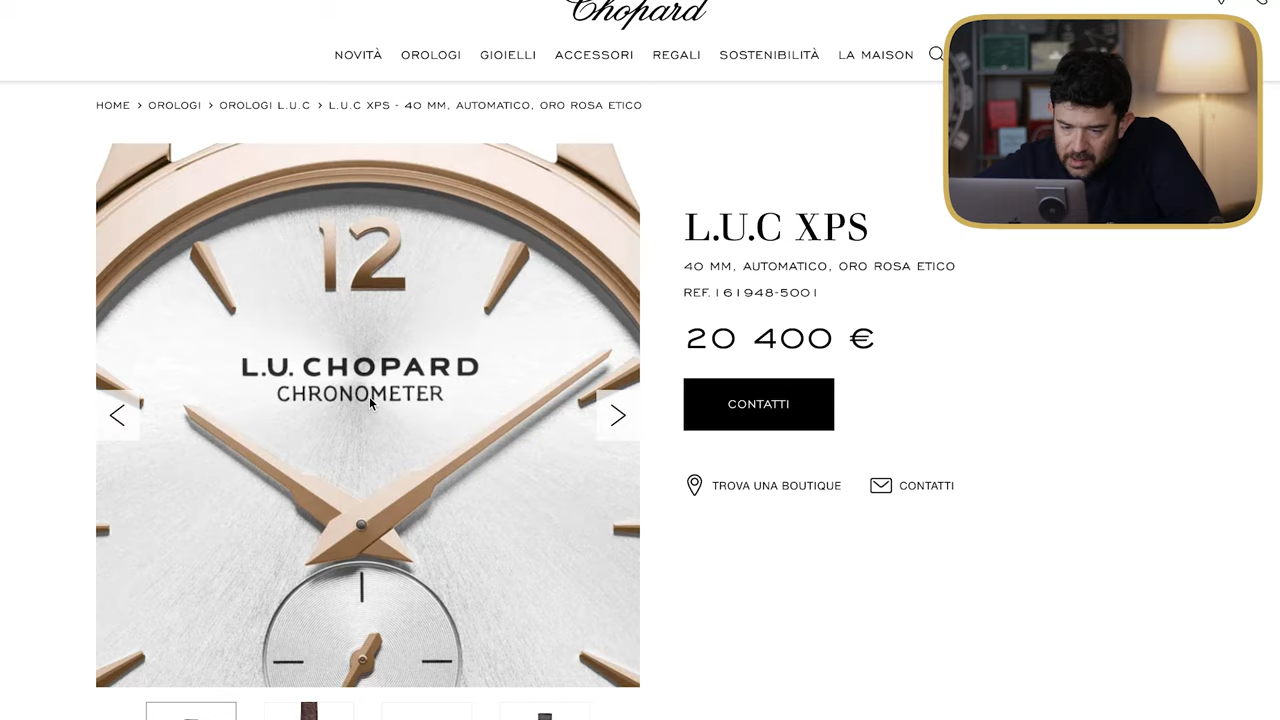 Chopard
NOVITÀ OROLOGI GIOIELLI ACCESSORI REGALI SOSTENIBILITÀ LA MAISON
HOME > OROLOGI > OROLOGI L.U.C > L.U.C XPS - 40 MM, AUTOMATICO, ORO ROSA ETICO
12
L.U. CHOPARD
CHRONOMETER
L.U.C XPS
40 MM, AUTOMATICO, ORO ROSA ETICO
REF. 161948-5001
20 400 €
CONTATTI
TROVA UNA BOUTIQUE CONTATTI